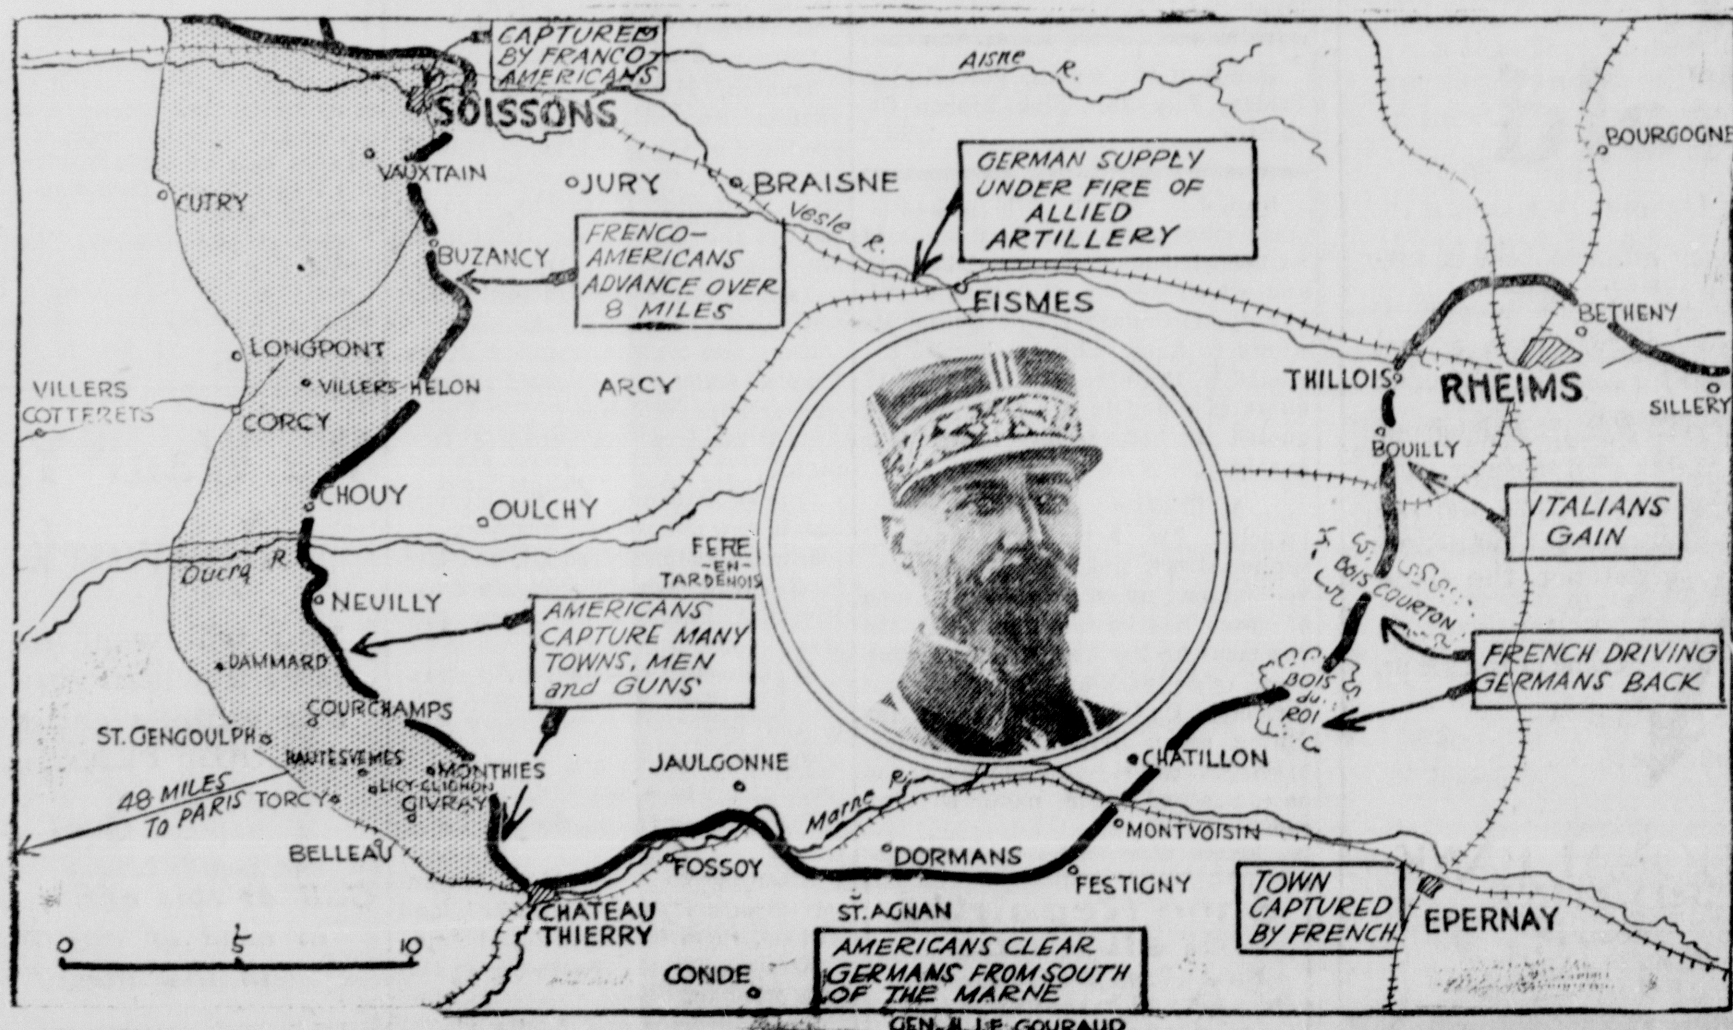 CAPTURED
BY FRANCO-
AMERICANS
Aisne R.
SOISSONS
BOURGOGNE
VAUXTAIN
JURY
BRAISNE
GERMAN SUPPLY
UNDER FIRE OF
ALLIED
ARTILLERY
CUTRY
Vesle R.
BUZANCY
FRENCO-
AMERICANS
ADVANCE OVER
8 MILES
EISMES
BETHENY
LONGPONT
VILLERS HELON
ARCY
THILLOIS
RHEIMS
SILLERY
VILLERS
COTTERETS
CORCY
BOUILLY
CHOUY
OULCHY
ITALIANS
GAIN
FERE
-EN-
TARDENOIS
Ourcq R
BOIS
COURTON
NEUILLY
AMERICANS
CAPTURE MANY
TOWNS, MEN
and GUNS
FRENCH DRIVING
GERMANS BACK
DAMMARD
BOIS
du
ROI
COURCHAMPS
ST. GENGOULPH
HAUTESVEMES
MONTHIES
JAULGONNE
CHATILLON
LICY-CLIGNON
48 MILES
TO PARIS
TORCY
GIVRAY
Marne R.
MONTVOISIN
BELLEAU
FOSSOY
DORMANS
FESTIGNY
TOWN
CAPTURED
BY FRENCH
EPERNAY
CHATEAU
THIERRY
ST. AGNAN
0 5 10
AMERICANS CLEAR
GERMANS FROM SOUTH
OF THE MARNE
CONDE
GOURAUD